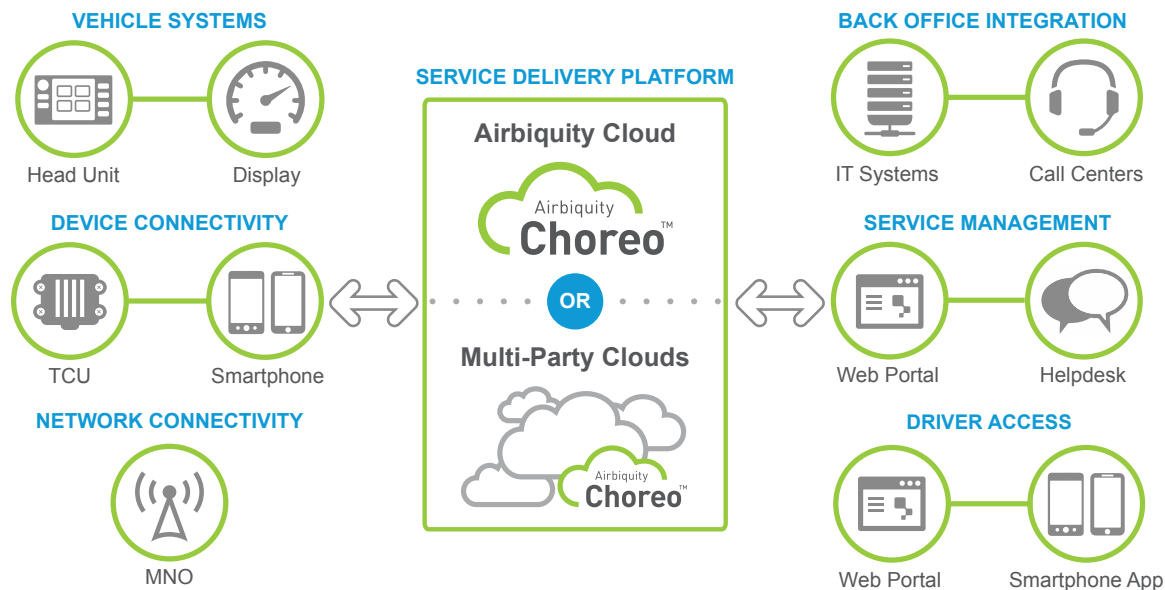 VEHICLE SYSTEMS
Head Unit
Display
DEVICE CONNECTIVITY
TCU
Smartphone
NETWORK CONNECTIVITY
MNO
SERVICE DELIVERY PLATFORM
Airbiquity Cloud
Airbiquity
Choreo™
OR
Multi-Party Clouds
Airbiquity
Choreo™
BACK OFFICE INTEGRATION
IT Systems
Call Centers
SERVICE MANAGEMENT
Web Portal
Helpdesk
DRIVER ACCESS
Web Portal
Smartphone App